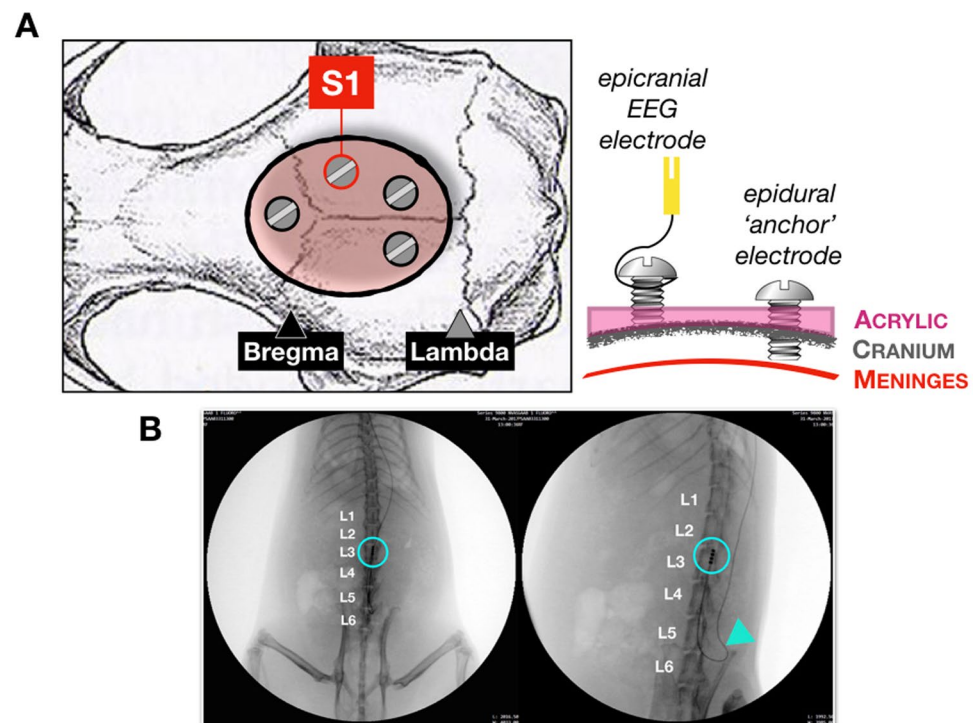 A
S1
Bregma
Lambda
epicranial
EEG
electrode
epidural
‘anchor’
electrode
ACRYLIC
CRANIUM
MENINGES
B
L1
L2
L3
L4
L5
L6
L1
L2
L3
L4
L5
L6